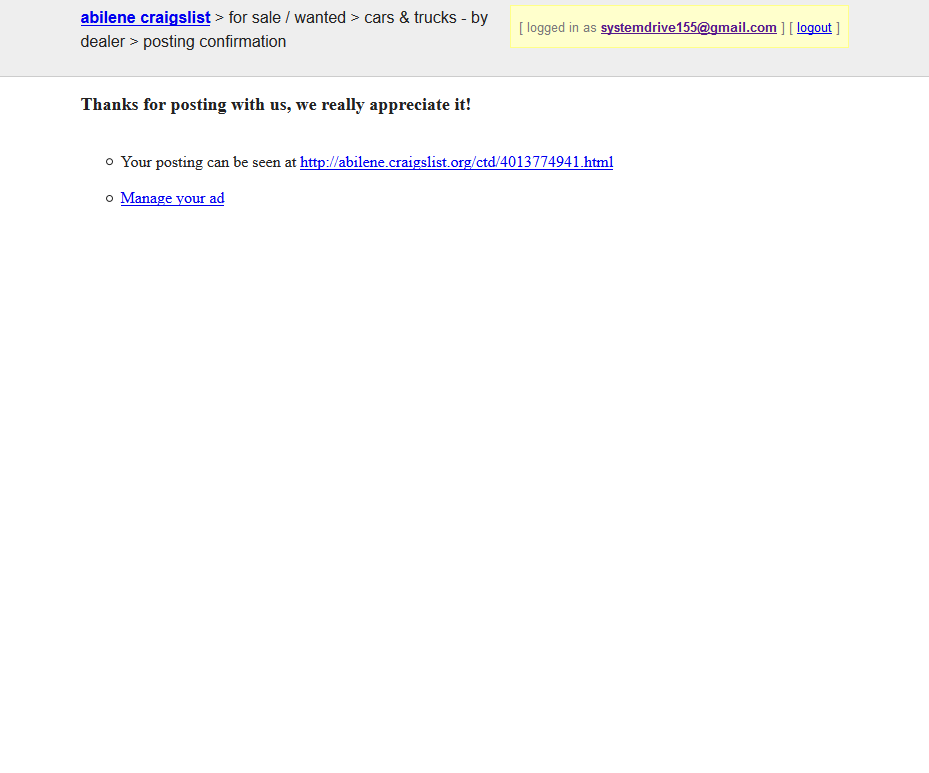 abilene craigslist > for sale / wanted > cars & trucks - by
dealer > posting confirmation
[ logged in as systemdrive155@gmail.com ] [ logout ]
Thanks for posting with us, we really appreciate it!
Your posting can be seen at http://abilene.craigslist.org/ctd/4013774941.html
Manage your ad